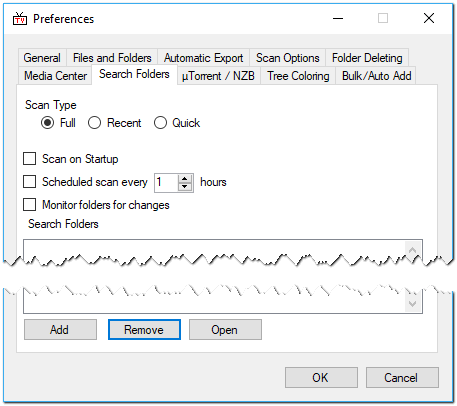 TV Preferences
General Files and Folders Automatic Export Scan Options Folder Deleting
Media Center Search Folders µTorrent / NZB Tree Coloring Bulk/Auto Add
Scan Type
Full Recent Quick
Scan on Startup
Scheduled scan every 1 hours
Monitor folders for changes
Search Folders
Add Remove Open
OK Cancel